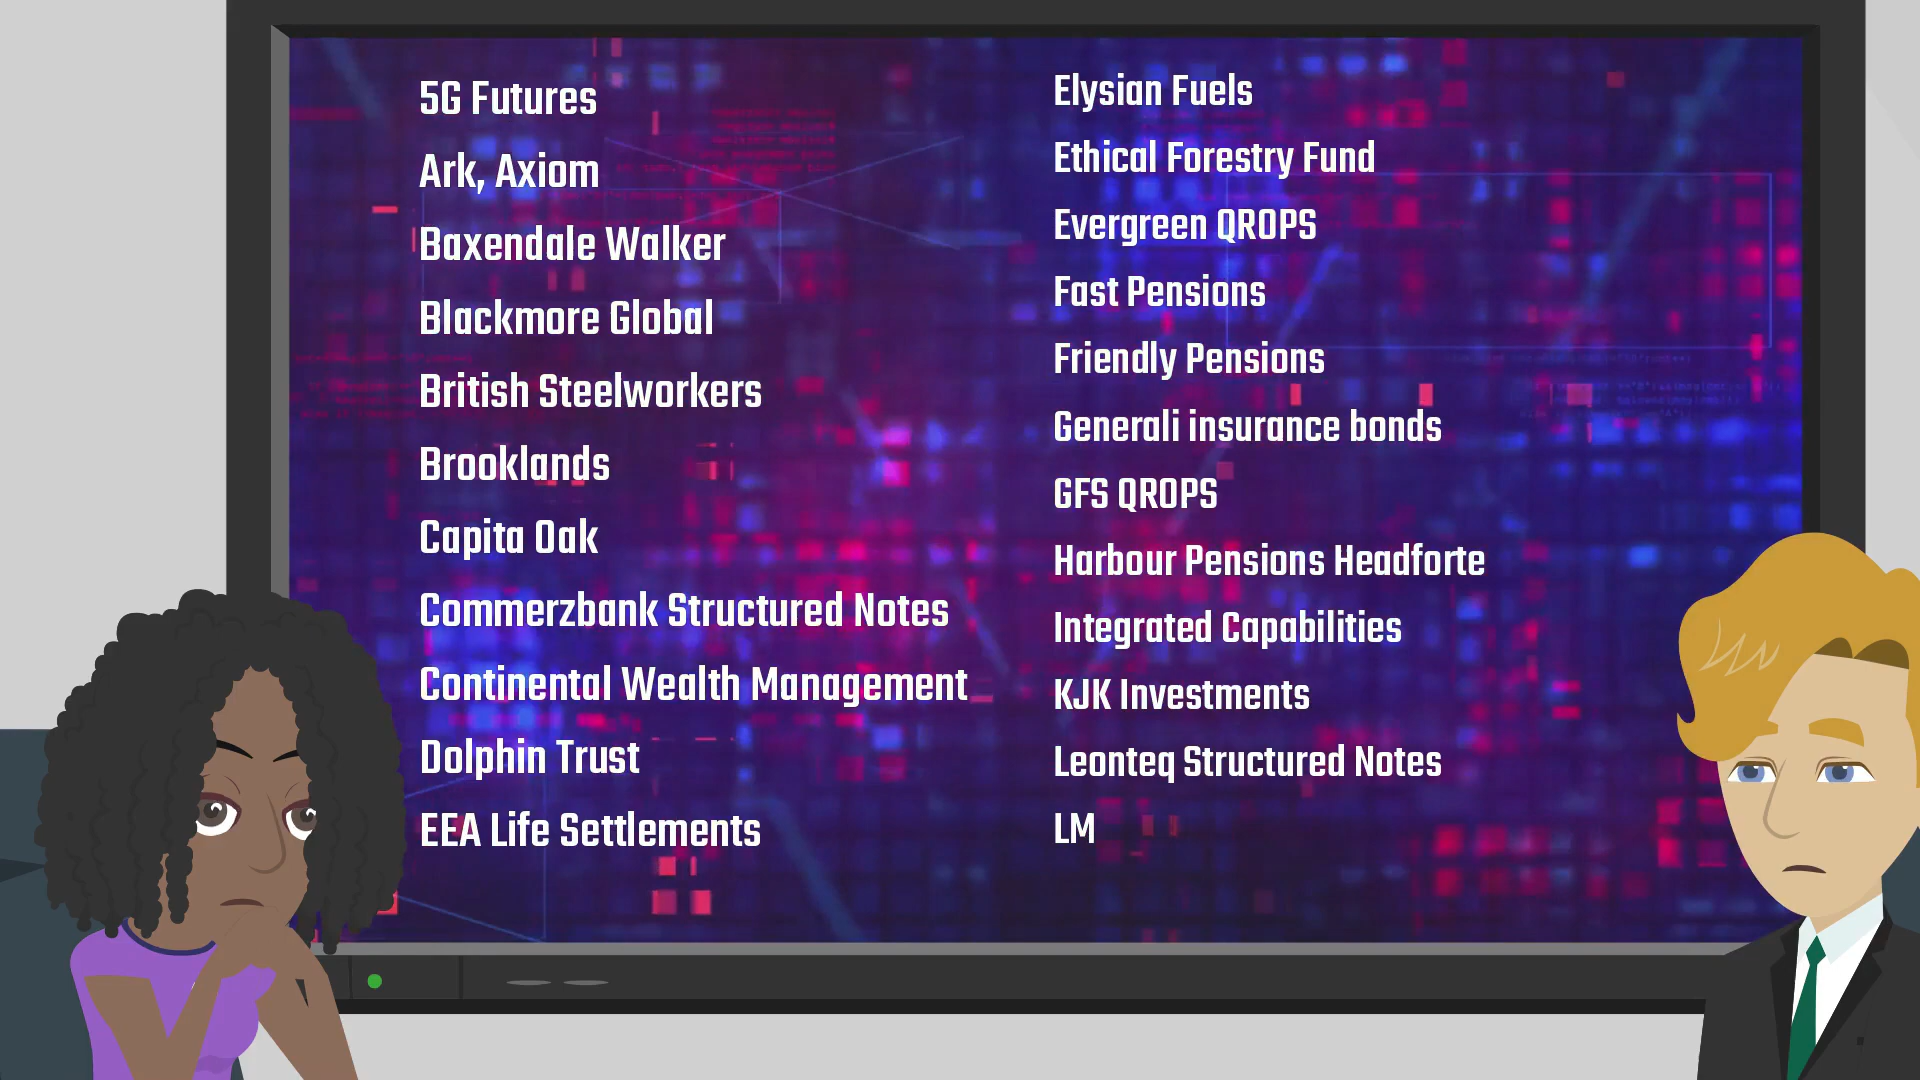 5G Futures
Ark, Axiom
Baxendale Walker
Blackmore Global
British Steelworkers
Brooklands
Capita Oak
Commerzbank Structured Notes
Continental Wealth Management
Dolphin Trust
EEA Life Settlements
Elysian Fuels
Ethical Forestry Fund
Evergreen QROPS
Fast Pensions
Friendly Pensions
Generali insurance bonds
GFS QROPS
Harbour Pensions Headforte
Integrated Capabilities
KJK Investments
Leonteq Structured Notes
LM